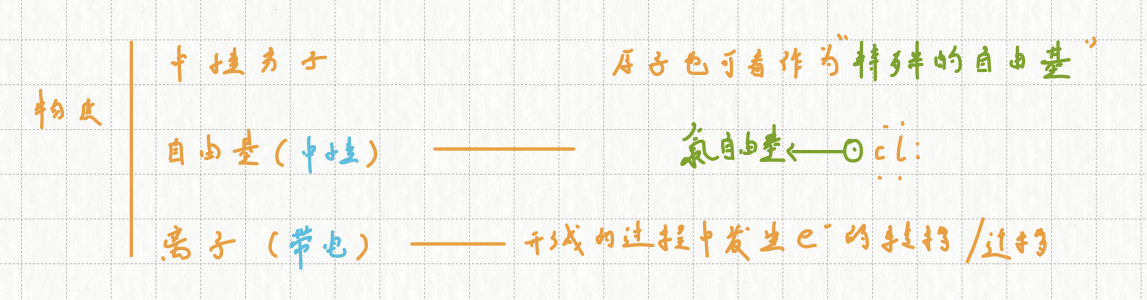 中性分子 原子也可看作为“特殊的自由基”
物质
自由基(中性) 氯自由基← ⊙Cl:
离子(带电) 形成的过程中发生e⁻的转移/迁移